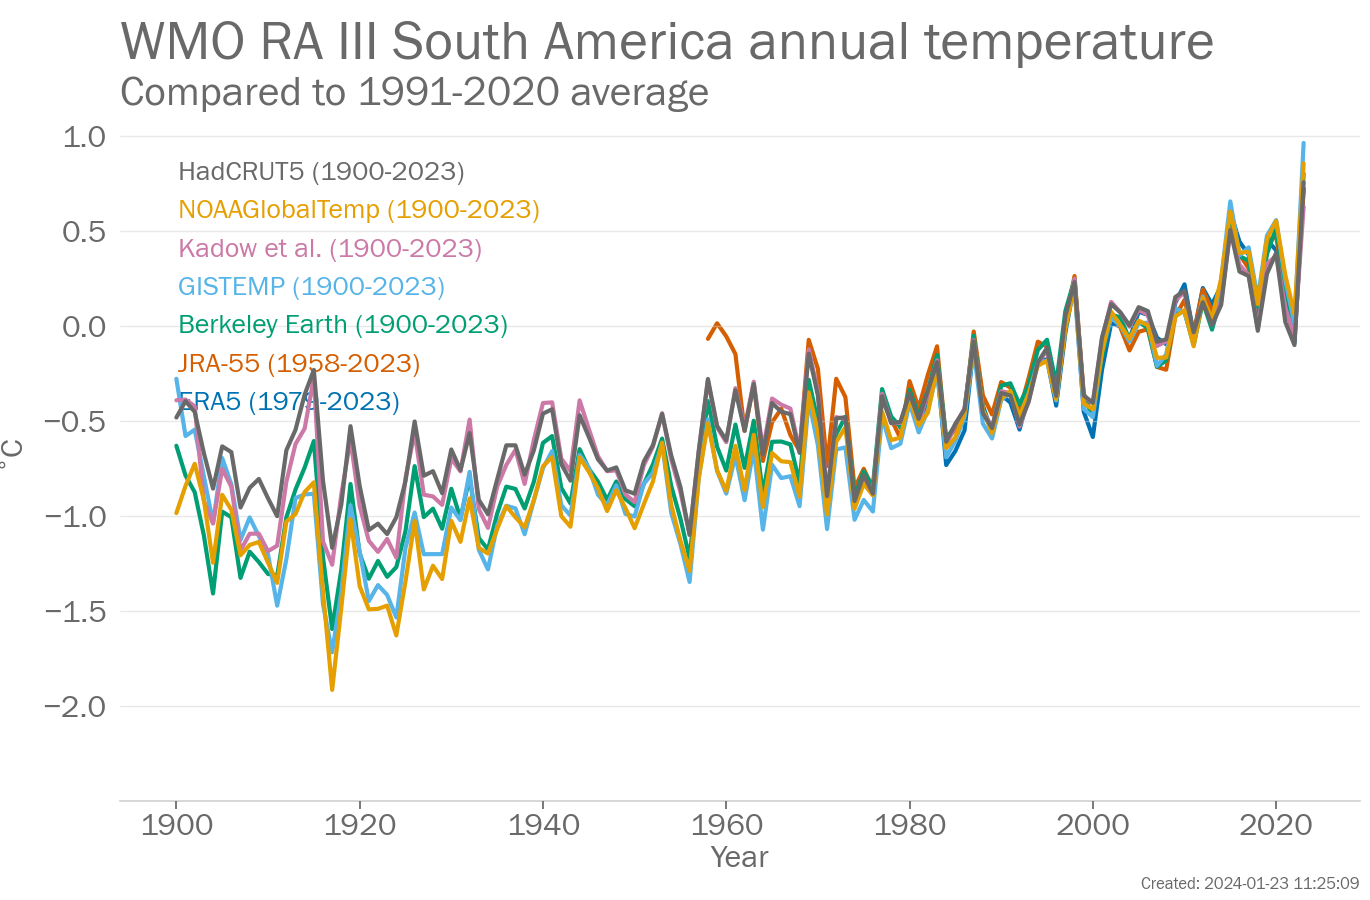 WMO RA III South America annual temperature
Compared to 1991-2020 average
1.0
0.5
0.0
−0.5
−1.0
−1.5
−2.0
°C
HadCRUT5 (1900-2023)
NOAAGlobalTemp (1900-2023)
Kadow et al. (1900-2023)
GISTEMP (1900-2023)
Berkeley Earth (1900-2023)
JRA-55 (1958-2023)
ERA5
1900 1920 1940 1960 1980 2000 2020
Year
Created: 2024-01-23 11:25:09